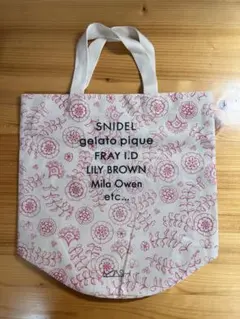 SNIDEL
gelato pique
FRAY I.D
LILY BROWN
Mila Owen
etc...